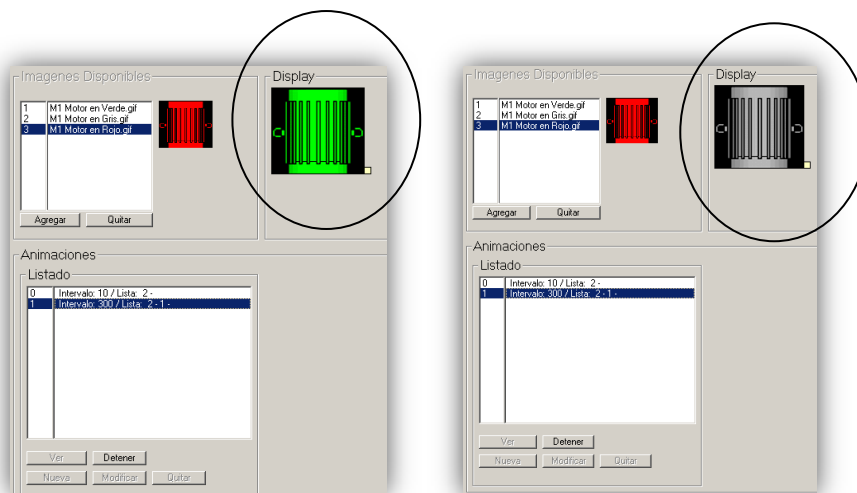 Imagenes Disponibles
Display
1 M1 Motor en Verde.gif
2 M1 Motor en Gris.gif
3 M1 Motor en Rojo.gif
Agregar Quitar
Animaciones
Listado
0 Intervalo: 10 / Lista: 2 -
1 Intervalo: 300 / Lista: 2 - 1 -
Ver Detener
Nueva Modificar Quitar
Imagenes Disponibles
Display
1 M1 Motor en Verde.gif
2 M1 Motor en Gris.gif
3 M1 Motor en Rojo.gif
Agregar Quitar
Animaciones
Listado
0 Intervalo: 10 / Lista: 2 -
1 Intervalo: 300 / Lista: 2 - 1 -
Ver Detener
Nueva Modificar Quitar